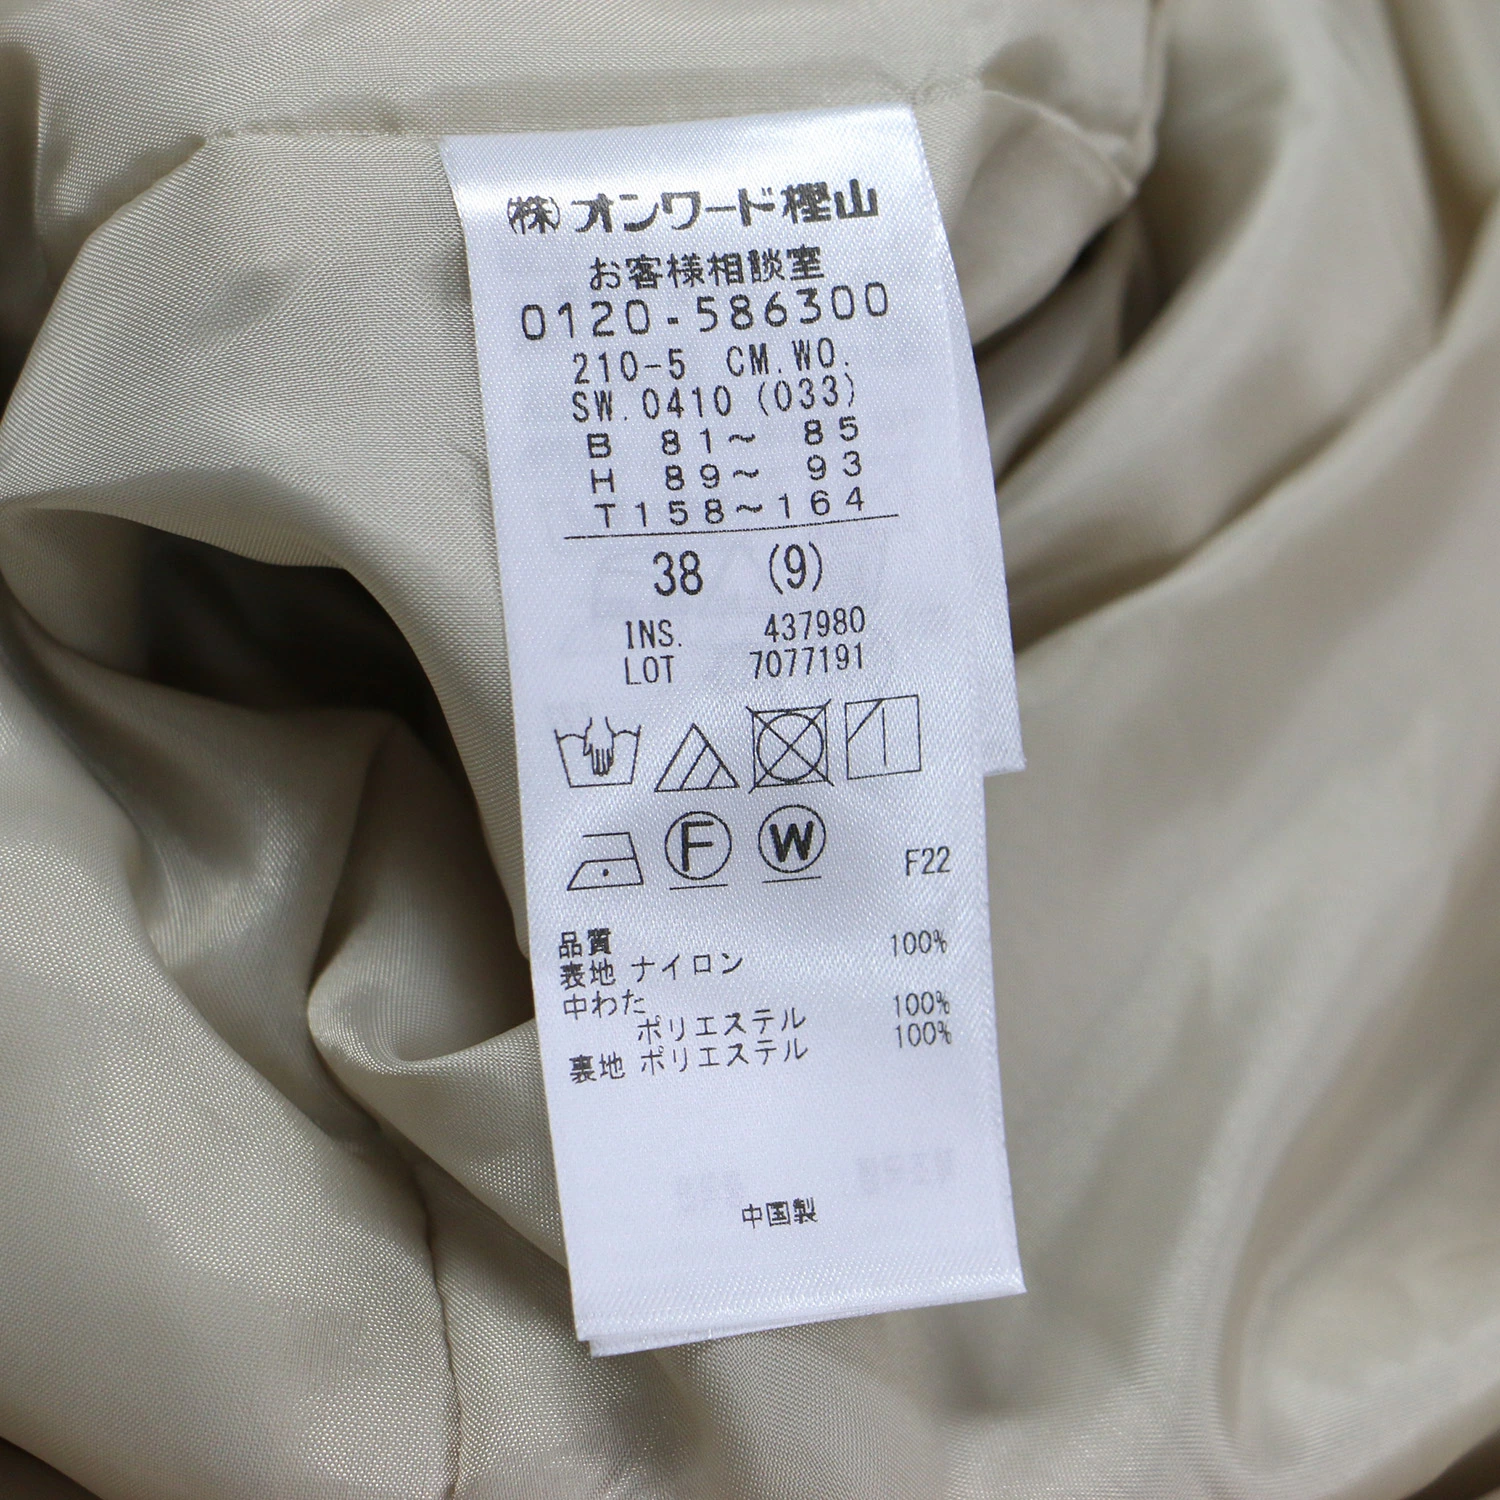 (株)オンワード樫山
お客様相談室
0120-586300
210-5 CM.WO.
SW.0410 (033)
B 81～ 85
H 89～ 93
T158～164
38 (9)
INS. 437980
LOT 7077191
F W F22
品質
表地 ナイロン 100%
中わた
ポリエステル 100%
裏地 ポリエステル 100%
中国製